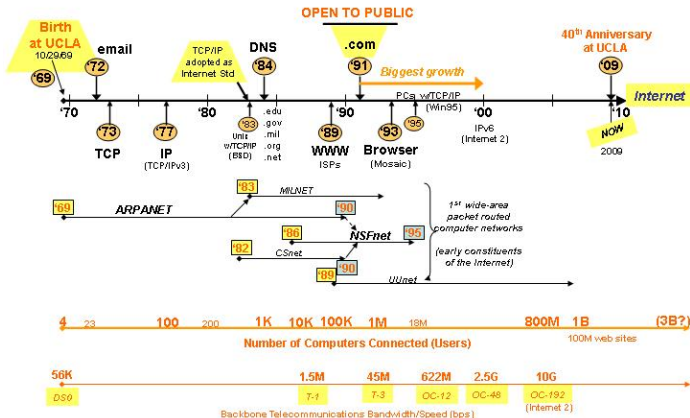 OPEN TO PUBLIC
Birth
at UCLA
10/29/69
email
TCP/IP
adopted as
Internet Std
DNS
.com
40th Anniversary
at UCLA
'69
'72
'84
'91
Biggest growth
'09
PCs w/TCP/IP
(Win95)
Internet
'70
'80
'90
'00
'10
'73
'77
'83
.edu
.gov
.mil
.org
.net
'89
'93
'95
IPv6
(Internet 2)
NOW
2009
TCP
IP
(TCP/IPv3)
Unix
w/TCP/IP
(BSD)
WWW
ISPs
Browser
(Mosaic)
'83
MILNET
'69
ARPANET
'90
'86
NSFnet
'95
'82
CSnet
'90
'89
UUnet
1st wide-area
packet routed
computer networks
(early constituents
of the Internet)
4 23 100 200 1K 10K 100K 1M 18M 800M 1B (3B?)
100M web sites
Number of Computers Connected (Users)
56K 1.5M 45M 622M 2.5G 10G
DS0 T-1 T-3 OC-12 OC-48 OC-192
(Internet 2)
Backbone Telecommunications Bandwidth/Speed (bps)